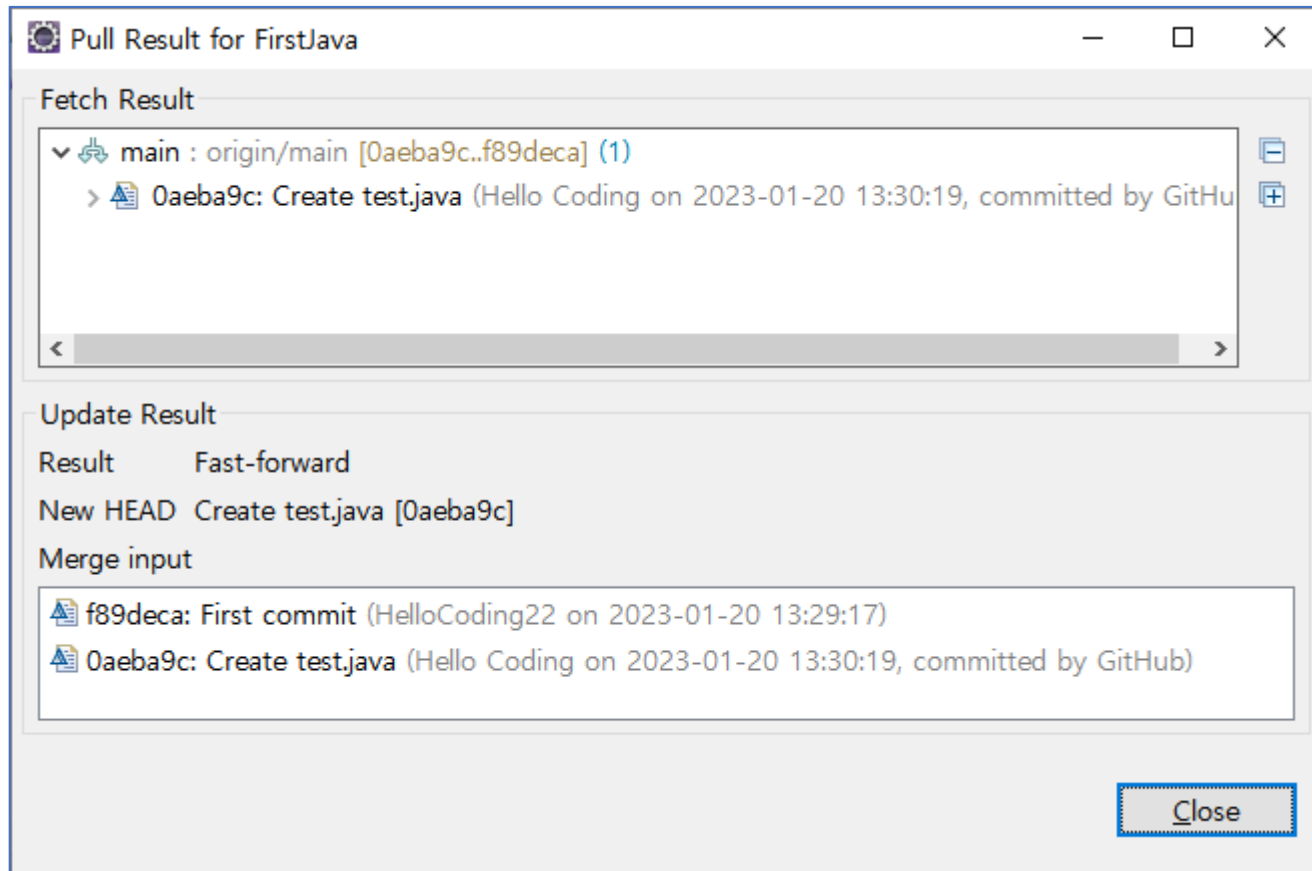 Pull Result for FirstJava
Fetch Result
main : origin/main [0aeba9c..f89deca] (1)
0aeba9c: Create test.java (Hello Coding on 2023-01-20 13:30:19, committed by GitHu
Update Result
Result Fast-forward
New HEAD Create test.java [0aeba9c]
Merge input
f89deca: First commit (HelloCoding22 on 2023-01-20 13:29:17)
0aeba9c: Create test.java (Hello Coding on 2023-01-20 13:30:19, committed by GitHub)
Close